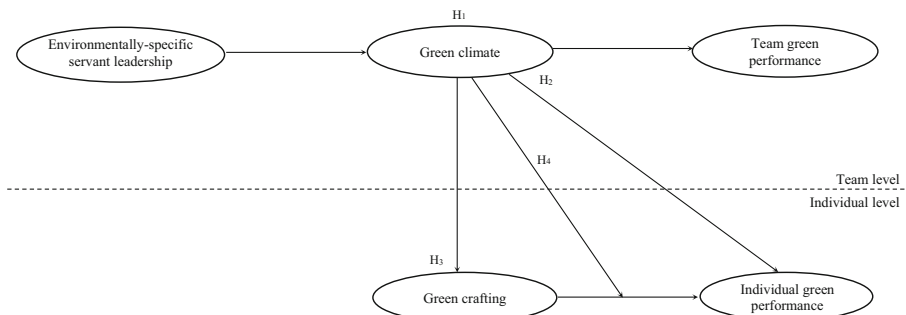 H1
Environmentally-specific
servant leadership
Green climate
Team green
performance
H2
H4
Team level
Individual level
H3
Green crafting
Individual green
performance